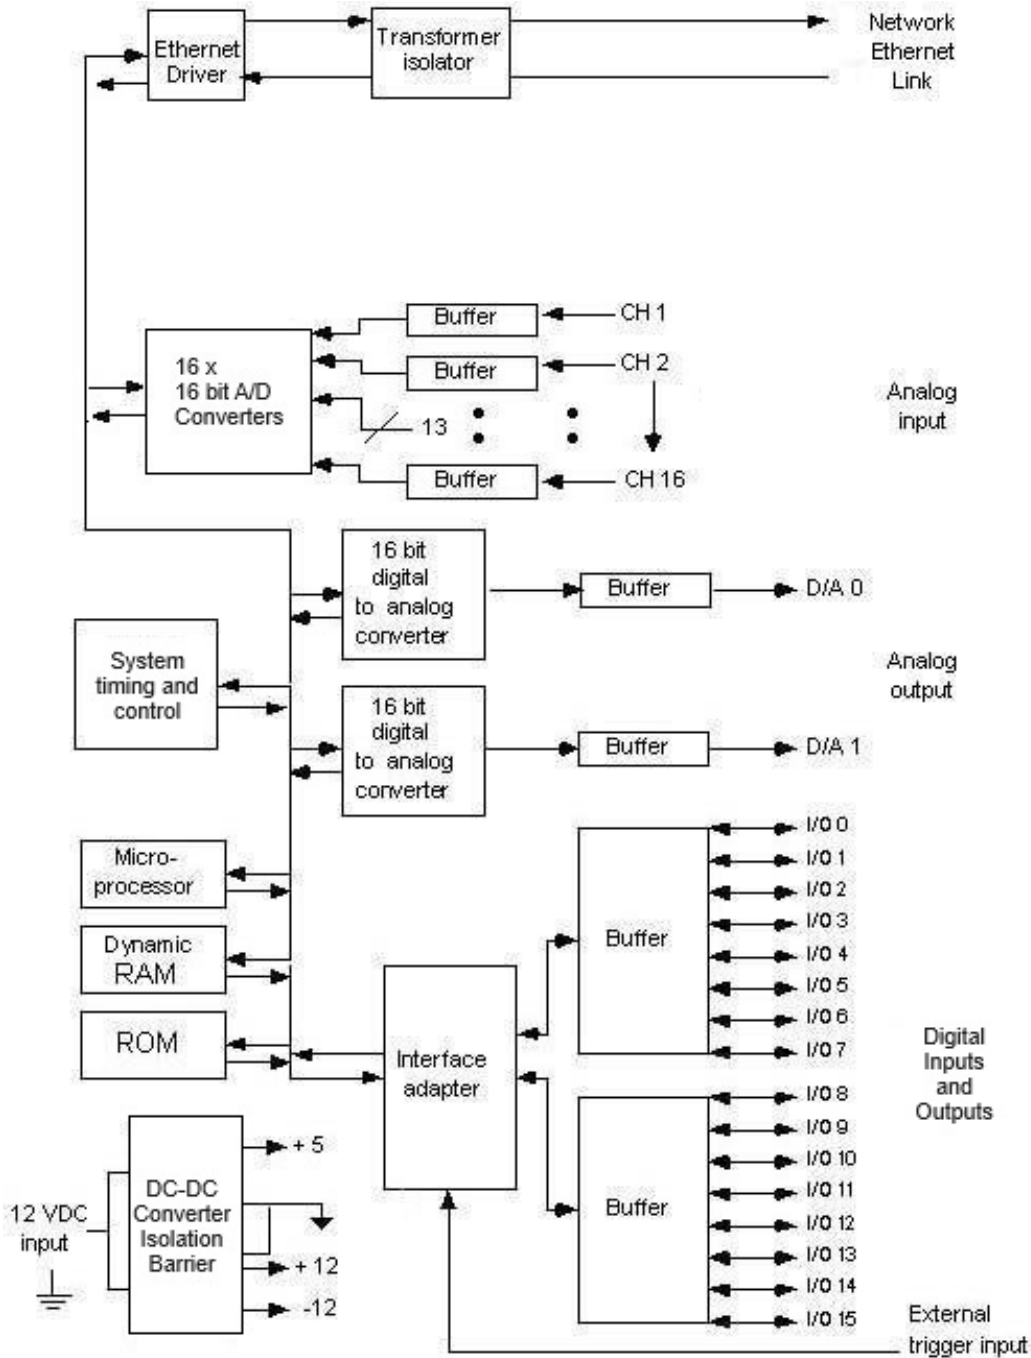 Ethernet
Driver
Transformer
isolator
Network
Ethernet
Link
16 x
16 bit A/D
Converters
Buffer
CH 1
Buffer
CH 2
13
Buffer
CH 16
Analog
input
16 bit
digital
to analog
converter
Buffer
D/A 0
System
timing and
control
Analog
output
16 bit
digital
to analog
converter
Buffer
D/A 1
Micro-
processor
Dynamic
RAM
ROM
Interface
adapter
Buffer
I/O 0
I/O 1
I/O 2
I/O 3
I/O 4
I/O 5
I/O 6
I/O 7
Digital
Inputs
and
Outputs
Buffer
I/O 8
I/O 9
I/O 10
I/O 11
I/O 12
I/O 13
I/O 14
I/O 15
12 VDC
input
DC-DC
Converter
Isolation
Barrier
+ 5
+ 12
-12
External
trigger input